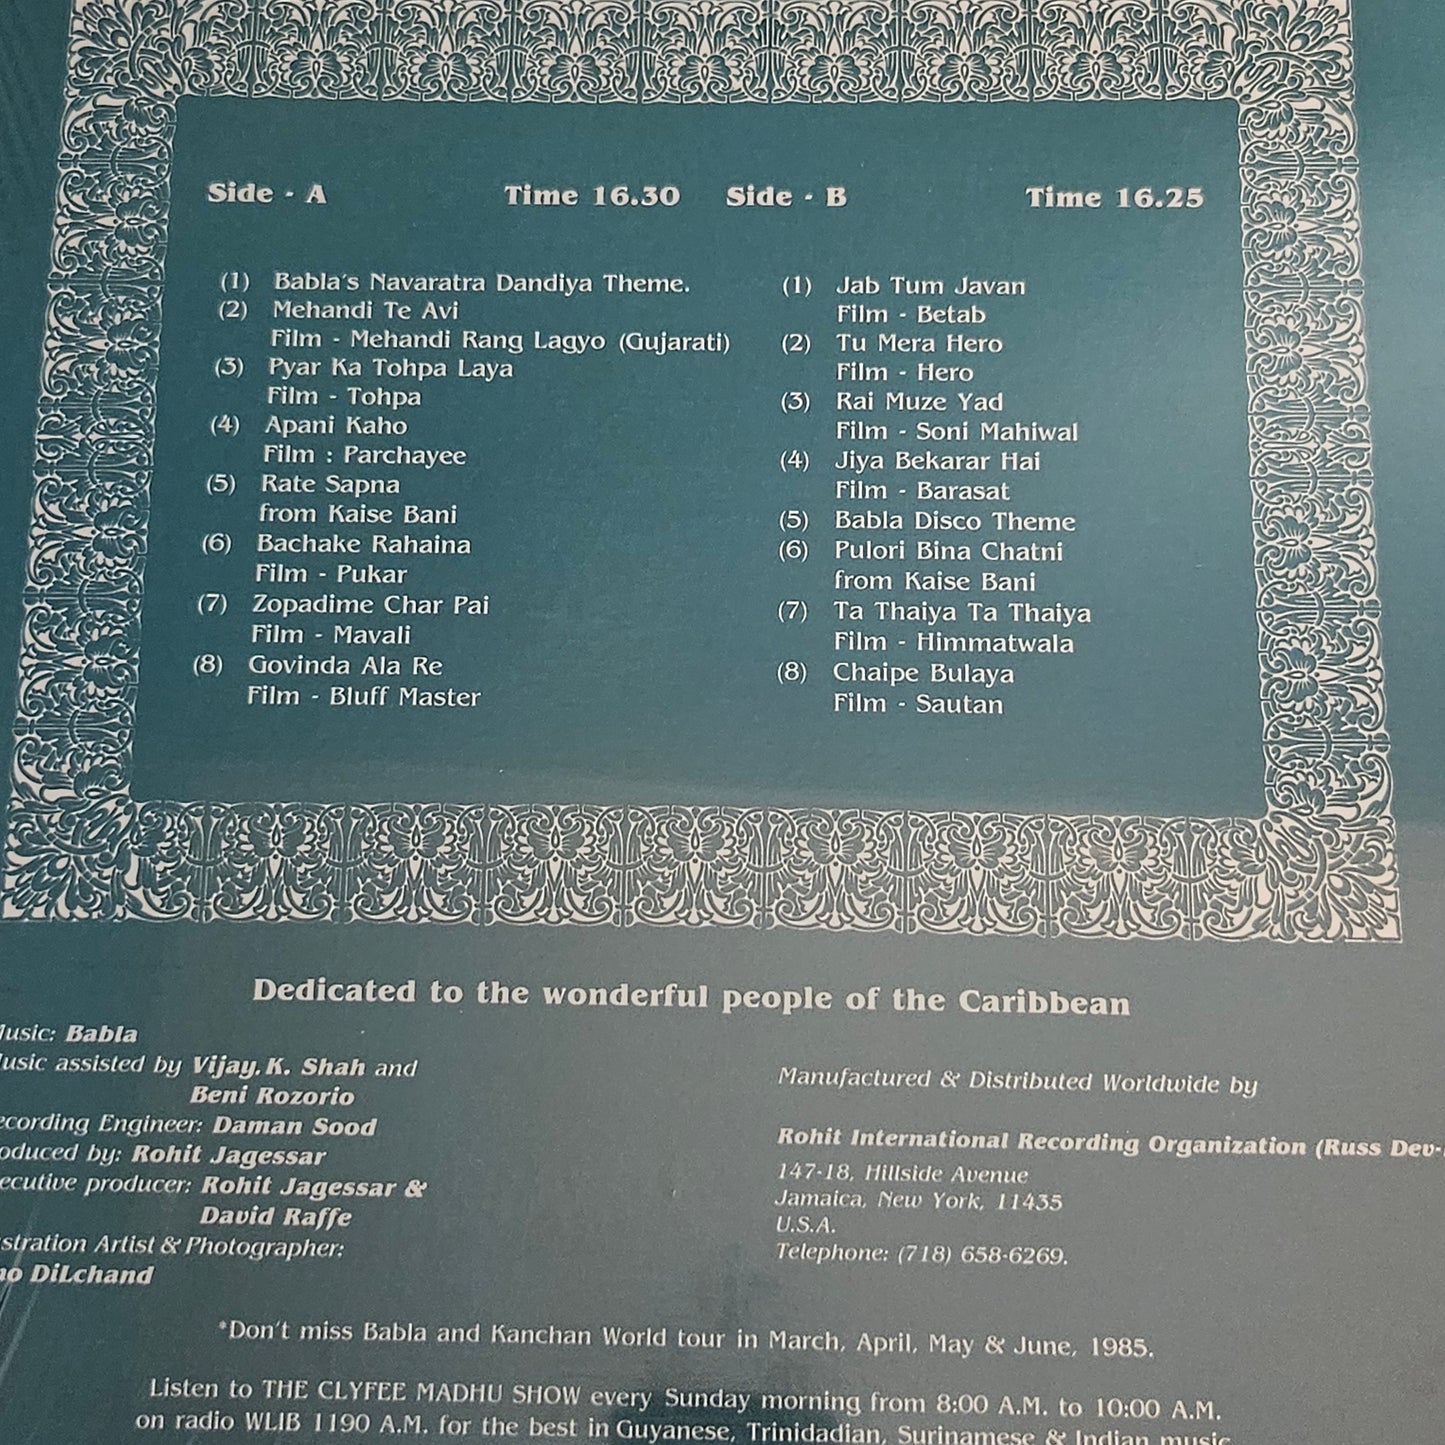 Side - A Time 16.30
(1) Babla's Navaratra Dandiya Theme.
(2) Mehandi Te Avi
Film - Mehandi Rang Lagyo (Gujarati)
(3) Pyar Ka Tohpa Laya
Film - Tohpa
(4) Apani Kaho
Film : Parchayee
(5) Rate Sapna
from Kaise Bani
(6) Bachake Rahaina
Film - Pukar
(7) Zopadime Char Pai
Film - Mavali
(8) Govinda Ala Re
Film - Bluff Master
Side - B Time 16.25
(1) Jab Tum Javan
Film - Betab
(2) Tu Mera Hero
Film - Hero
(3) Rai Muze Yad
Film - Soni Mahiwal
(4) Jiya Bekarar Hai
Film - Barasat
(5) Babla Disco Theme
(6) Pulori Bina Chatni
from Kaise Bani
(7) Ta Thaiya Ta Thaiya
Film - Himmatwala
(8) Chaipe Bulaya
Film - Sautan
Dedicated to the wonderful people of the Caribbean
Music: Babla
usic assisted by Vijay. K. Shah and
Beni Rozorio
ecording Engineer: Daman Sood
oduced by: Rohit Jagessar
ecutive producer: Rohit Jagessar &
David Raffe
stration Artist & Photographer:
DiLchand
Manufactured & Distributed Worldwide by
Rohit International Recording Organization (Russ Dev-
147-18, Hillside Avenue
Jamaica, New York, 11435
U.S.A.
Telephone: (718) 658-6269.
*Don't miss Babla and Kanchan World tour in March, April, May & June, 1985.
Listen to THE CLYFEE MADHU SHOW every Sunday morning from 8:00 A.M. to 10:00 A.M.
on radio WLIB 1190 A.M. for the best in Guyanese, Trinidadian, Surinamese & Indian music